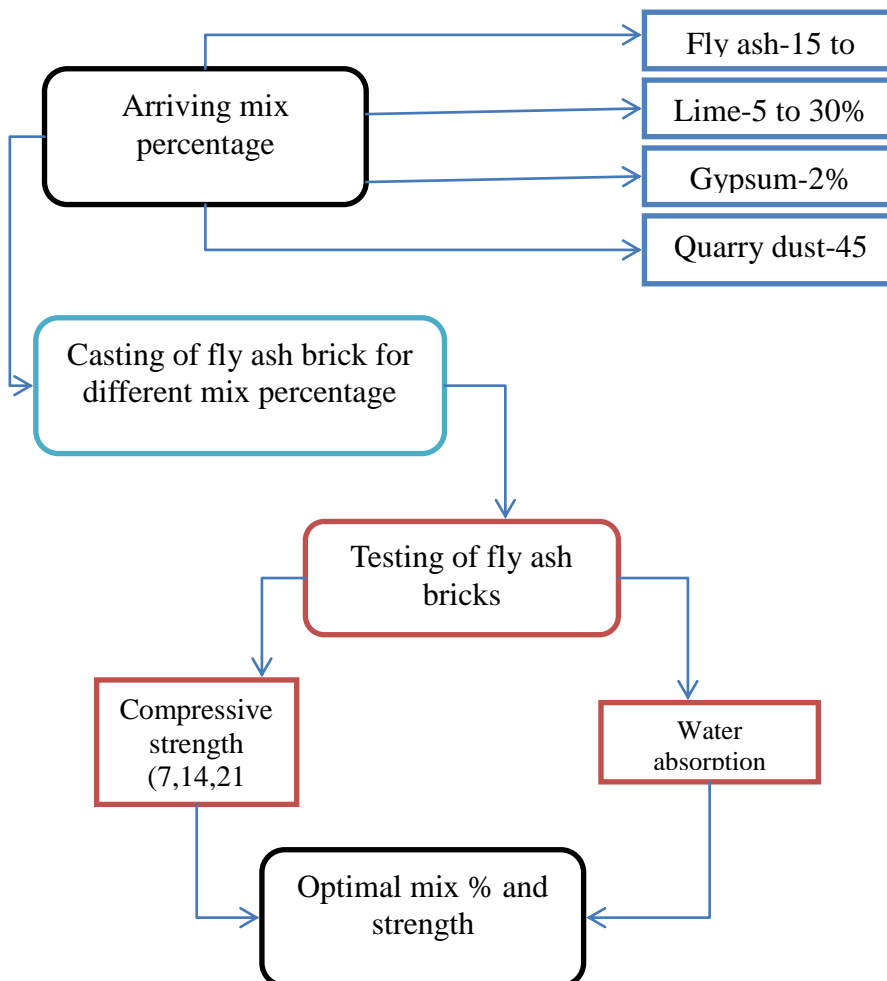 Fly ash-15 to
Arriving mix
percentage
Lime-5 to 30%
Gypsum-2%
Quarry dust-45
Casting of fly ash brick for
different mix percentage
Testing of fly ash
bricks
Compressive
strength
(7,14,21
Water
absorption
Optimal mix % and
strength